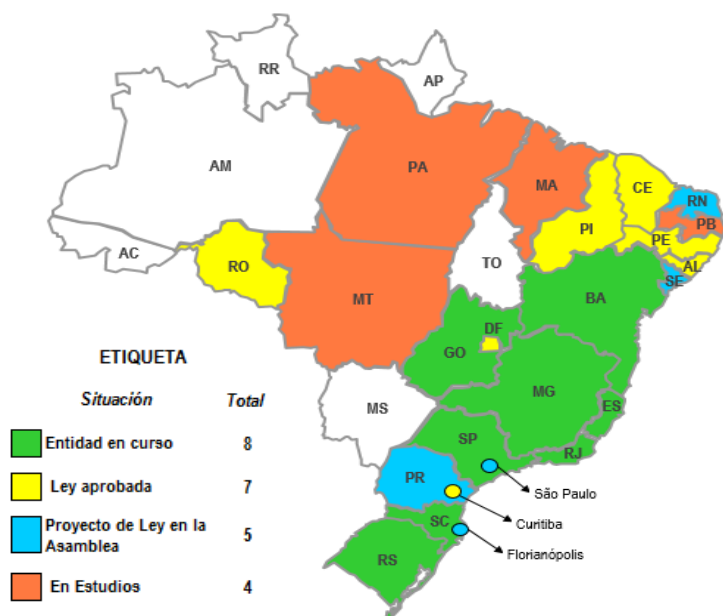 RR
AP
AM
PA
MA
CE
RN
PB
PI
PE
AL
SE
AC
RO
TO
MT
BA
DF
GO
MG
ES
MS
SP
RJ
PR
SC
RS
São Paulo
Curitiba
Florianópolis
ETIQUETA
Situación Total
Entidad en curso 8
Ley aprobada 7
Proyecto de Ley en la
Asamblea 5
En Estudios 4